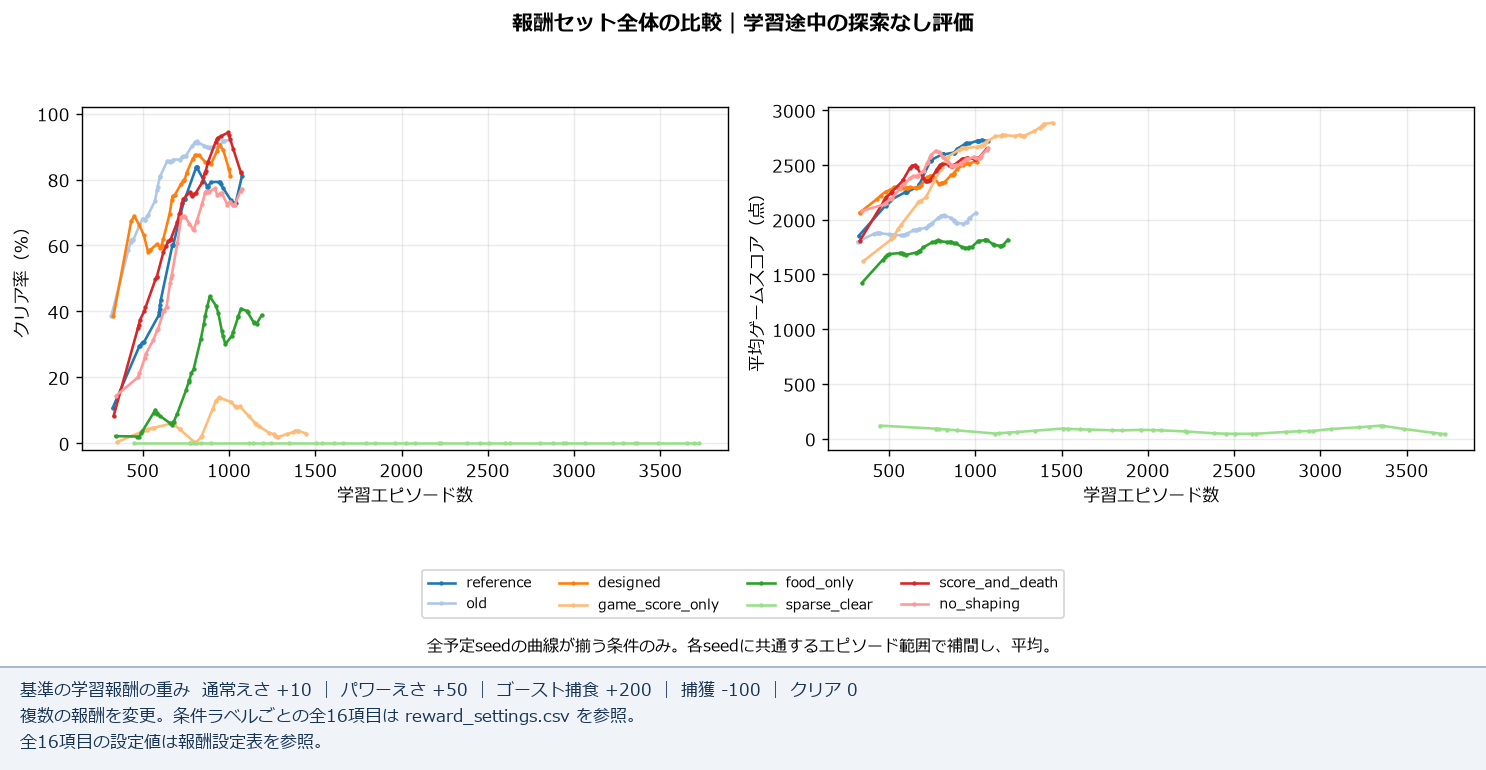 報酬セット全体の比較｜学習途中の探索なし評価
100
80
60
40
20
0
クリア率（%）
500
1000
1500
2000
2500
3000
3500
学習エピソード数
3000
2500
2000
1500
1000
500
0
平均ゲームスコア（点）
500
1000
1500
2000
2500
3000
3500
学習エピソード数
reference
designed
food_only
score_and_death
old
game_score_only
sparse_clear
no_shaping
全予定seedの曲線が揃う条件のみ。各seedに共通するエピソード範囲で補間し、平均。
基準の学習報酬の重み 通常えさ +10 ｜ パワーえさ +50 ｜ ゴースト捕食 +200 ｜ 捕獲 -100 ｜ クリア 0
複数の報酬を変更。条件ラベルごとの全16項目は reward_settings.csv を参照。
全16項目の設定値は報酬設定表を参照。